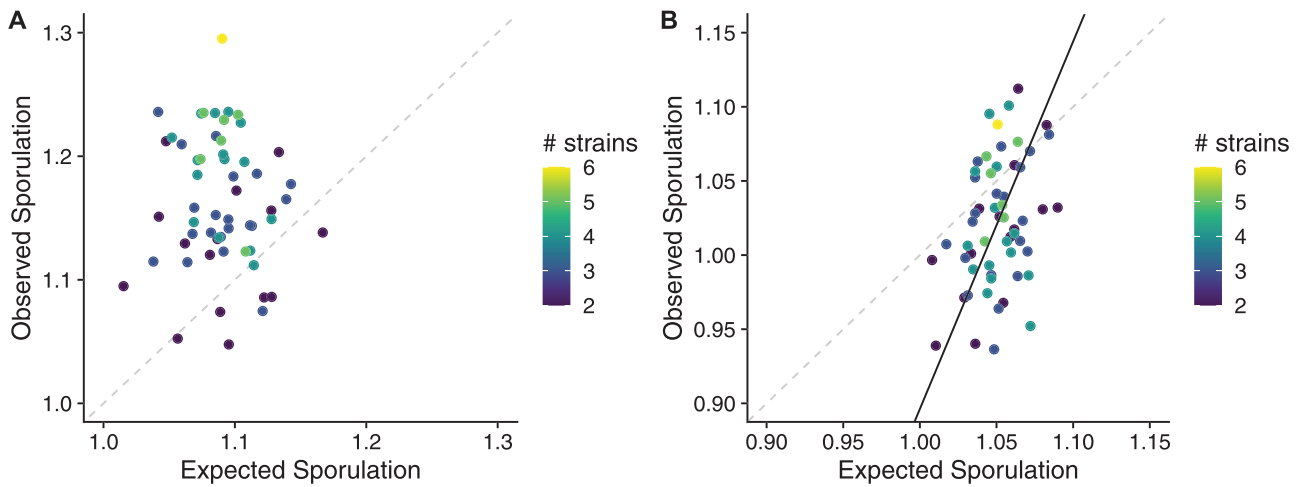 A
Observed Sporulation
1.3
1.2
1.1
1.0
1.0 1.1 1.2 1.3
Expected Sporulation
# strains
6
5
4
3
2
B
Observed Sporulation
1.15
1.10
1.05
1.00
0.95
0.90
0.90 0.95 1.00 1.05 1.10 1.15
Expected Sporulation
# strains
6
5
4
3
2